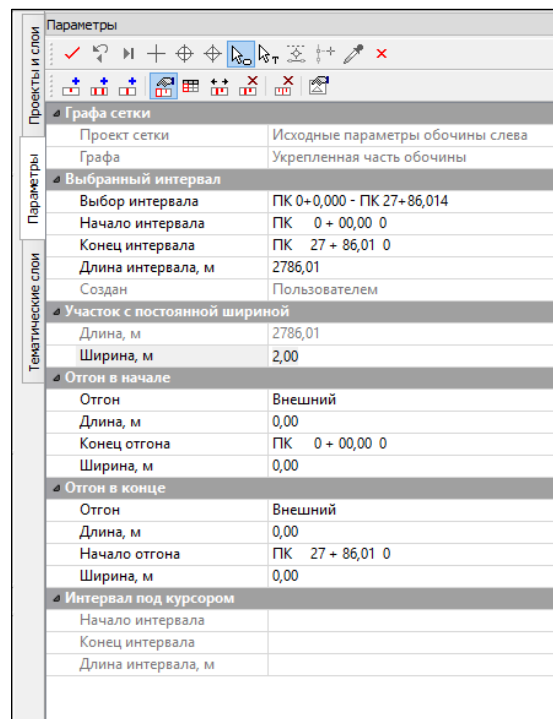 Параметры
Проекты и слои
Параметры
Тематические слои
Графа сетки
Проект сетки Исходные параметры обочины слева
Графа Укрепленная часть обочины
Выбранный интервал
Выбор интервала ПК 0+0,000 - ПК 27+86,014
Начало интервала ПК 0 + 00,00 0
Конец интервала ПК 27 + 86,01 0
Длина интервала, м 2786,01
Создан Пользователем
Участок с постоянной шириной
Длина, м 2786,01
Ширина, м 2,00
Отгон в начале
Отгон Внешний
Длина, м 0,00
Конец отгона ПК 0 + 00,00 0
Ширина, м 0,00
Отгон в конце
Отгон Внешний
Длина, м 0,00
Начало отгона ПК 27 + 86,01 0
Ширина, м 0,00
Интервал под курсором
Начало интервала
Конец интервала
Длина интервала, м